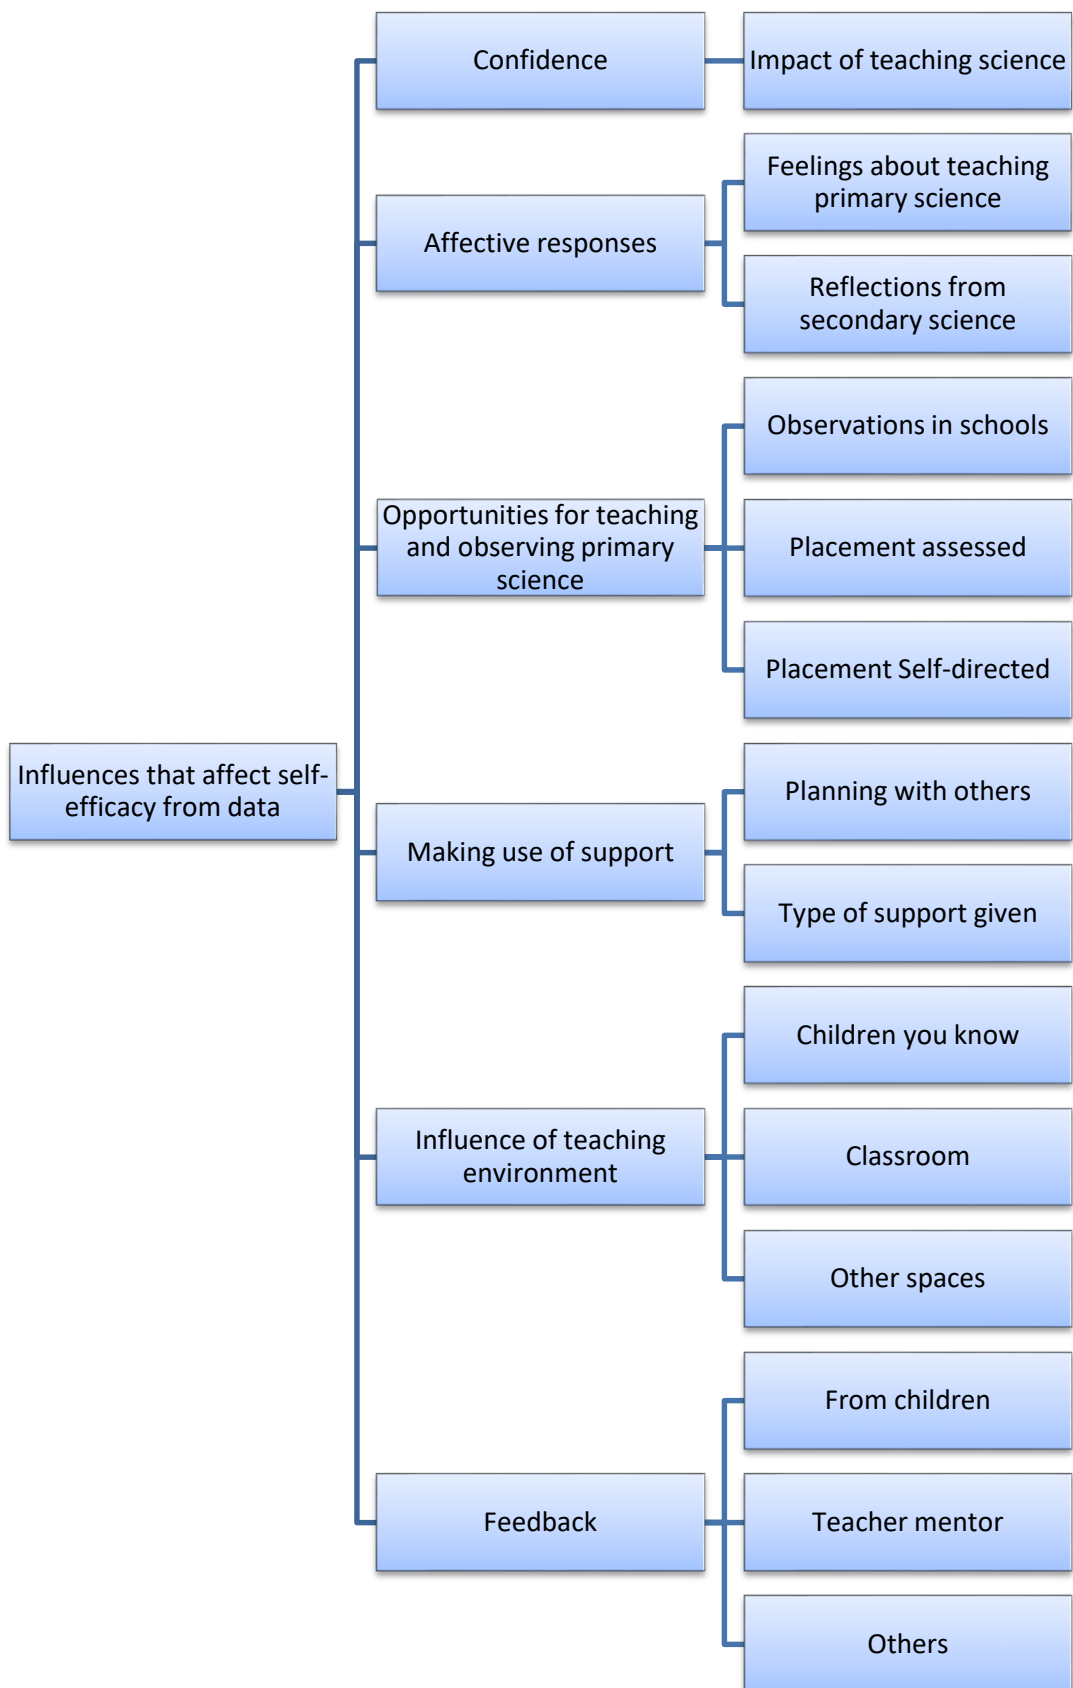 Confidence
Impact of teaching science
Feelings about teaching
primary science
Affective responses
Reflections from
secondary science
Observations in schools
Opportunities for teaching
and observing primary
science
Placement assessed
Placement Self-directed
Influences that affect self-
efficacy from data
Planning with others
Making use of support
Type of support given
Children you know
Influence of teaching
environment
Classroom
Other spaces
From children
Feedback
Teacher mentor
Others